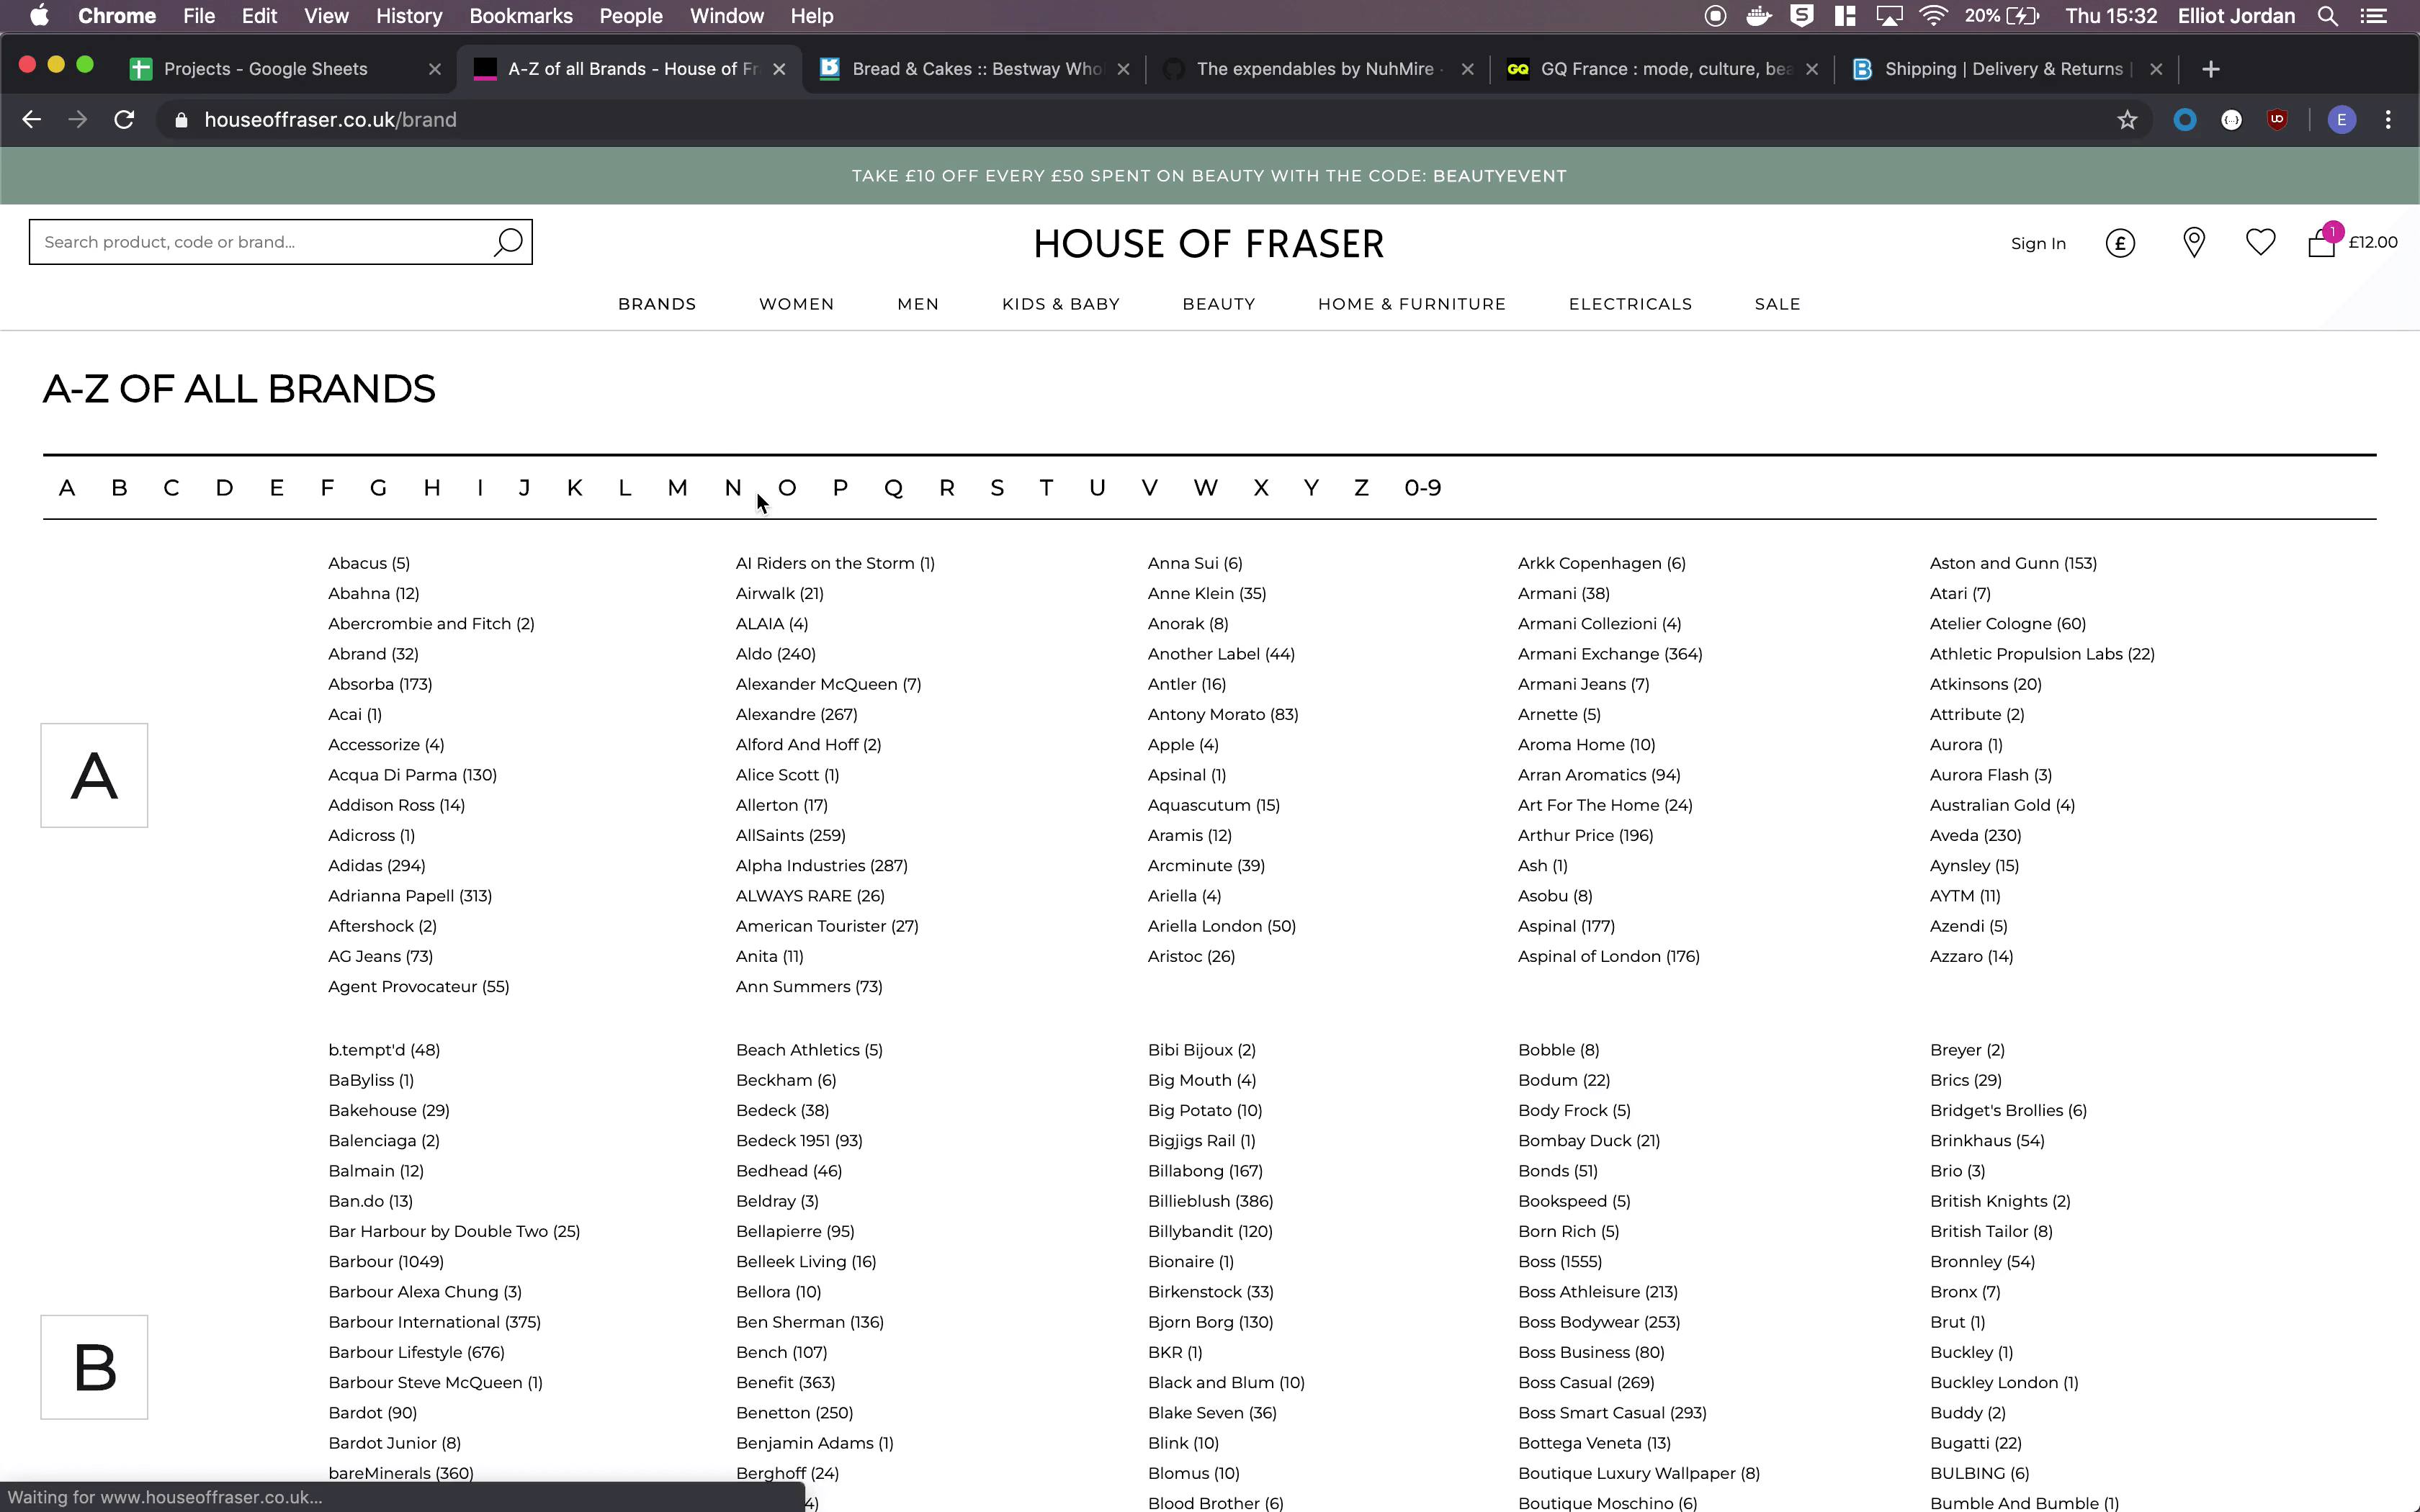 Chrome File Edit View History Bookmarks People Window Help 20% Thu 15:32 Elliot Jordan
Projects - Google Sheets A-Z of all Brands - House of Fr Bread & Cakes :: Bestway Who The expendables by NuhMire · GQ GQ France : mode, culture, bea Shipping | Delivery & Returns |
houseoffraser.co.uk/brand E
TAKE £10 OFF EVERY £50 SPENT ON BEAUTY WITH THE CODE: BEAUTYEVENT
Search product, code or brand... HOUSE OF FRASER Sign In £ 1 £12.00
BRANDS WOMEN MEN KIDS & BABY BEAUTY HOME & FURNITURE ELECTRICALS SALE
A-Z OF ALL BRANDS
A B C D E F G H I J K L M N O P Q R S T U V W X Y Z 0-9
A
Abacus (5)
Abahna (12)
Abercrombie and Fitch (2)
Abrand (32)
Absorba (173)
Acai (1)
Accessorize (4)
Acqua Di Parma (130)
Addison Ross (14)
Adicross (1)
Adidas (294)
Adrianna Papell (313)
Aftershock (2)
AG Jeans (73)
Agent Provocateur (55)
AI Riders on the Storm (1)
Airwalk (21)
ALAIA (4)
Aldo (240)
Alexander McQueen (7)
Alexandre (267)
Alford And Hoff (2)
Alice Scott (1)
Allerton (17)
AllSaints (259)
Alpha Industries (287)
ALWAYS RARE (26)
American Tourister (27)
Anita (11)
Ann Summers (73)
Anna Sui (6)
Anne Klein (35)
Anorak (8)
Another Label (44)
Antler (16)
Antony Morato (83)
Apple (4)
Apsinal (1)
Aquascutum (15)
Aramis (12)
Arcminute (39)
Ariella (4)
Ariella London (50)
Aristoc (26)
Arkk Copenhagen (6)
Armani (38)
Armani Collezioni (4)
Armani Exchange (364)
Armani Jeans (7)
Arnette (5)
Aroma Home (10)
Arran Aromatics (94)
Art For The Home (24)
Arthur Price (196)
Ash (1)
Asobu (8)
Aspinal (177)
Aspinal of London (176)
Aston and Gunn (153)
Atari (7)
Atelier Cologne (60)
Athletic Propulsion Labs (22)
Atkinsons (20)
Attribute (2)
Aurora (1)
Aurora Flash (3)
Australian Gold (4)
Aveda (230)
Aynsley (15)
AYTM (11)
Azendi (5)
Azzaro (14)
B
b.tempt'd (48)
BaByliss (1)
Bakehouse (29)
Balenciaga (2)
Balmain (12)
Ban.do (13)
Bar Harbour by Double Two (25)
Barbour (1049)
Barbour Alexa Chung (3)
Barbour International (375)
Barbour Lifestyle (676)
Barbour Steve McQueen (1)
Bardot (90)
Bardot Junior (8)
bareMinerals (360)
Beach Athletics (5)
Beckham (6)
Bedeck (38)
Bedeck 1951 (93)
Bedhead (46)
Beldray (3)
Bellapierre (95)
Belleek Living (16)
Bellora (10)
Ben Sherman (136)
Bench (107)
Benefit (363)
Benetton (250)
Benjamin Adams (1)
Berghoff (24)
4)
Bibi Bijoux (2)
Big Mouth (4)
Big Potato (10)
Bigjigs Rail (1)
Billabong (167)
Billieblush (386)
Billybandit (120)
Bionaire (1)
Birkenstock (33)
Bjorn Borg (130)
BKR (1)
Black and Blum (10)
Blake Seven (36)
Blink (10)
Blomus (10)
Blood Brother (6)
Bobble (8)
Bodum (22)
Body Frock (5)
Bombay Duck (21)
Bonds (51)
Bookspeed (5)
Born Rich (5)
Boss (1555)
Boss Athleisure (213)
Boss Bodywear (253)
Boss Business (80)
Boss Casual (269)
Boss Smart Casual (293)
Bottega Veneta (13)
Boutique Luxury Wallpaper (8)
Boutique Moschino (6)
Breyer (2)
Brics (29)
Bridget's Brollies (6)
Brinkhaus (54)
Brio (3)
British Knights (2)
British Tailor (8)
Bronnley (54)
Bronx (7)
Brut (1)
Buckley (1)
Buckley London (1)
Buddy (2)
Bugatti (22)
BULBING (6)
Bumble And Bumble (1)
Waiting for www.houseoffraser.co.uk...